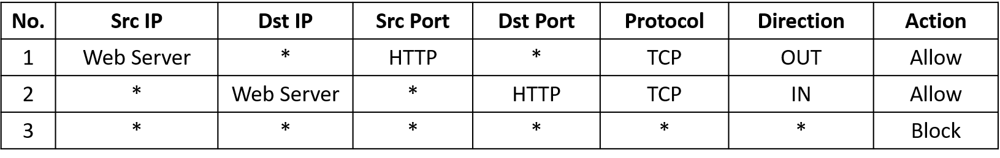 No. Src IP Dst IP Src Port Dst Port Protocol Direction Action
1 Web Server * HTTP * TCP OUT Allow
2 * Web Server * HTTP TCP IN Allow
3 * * * * * * Block